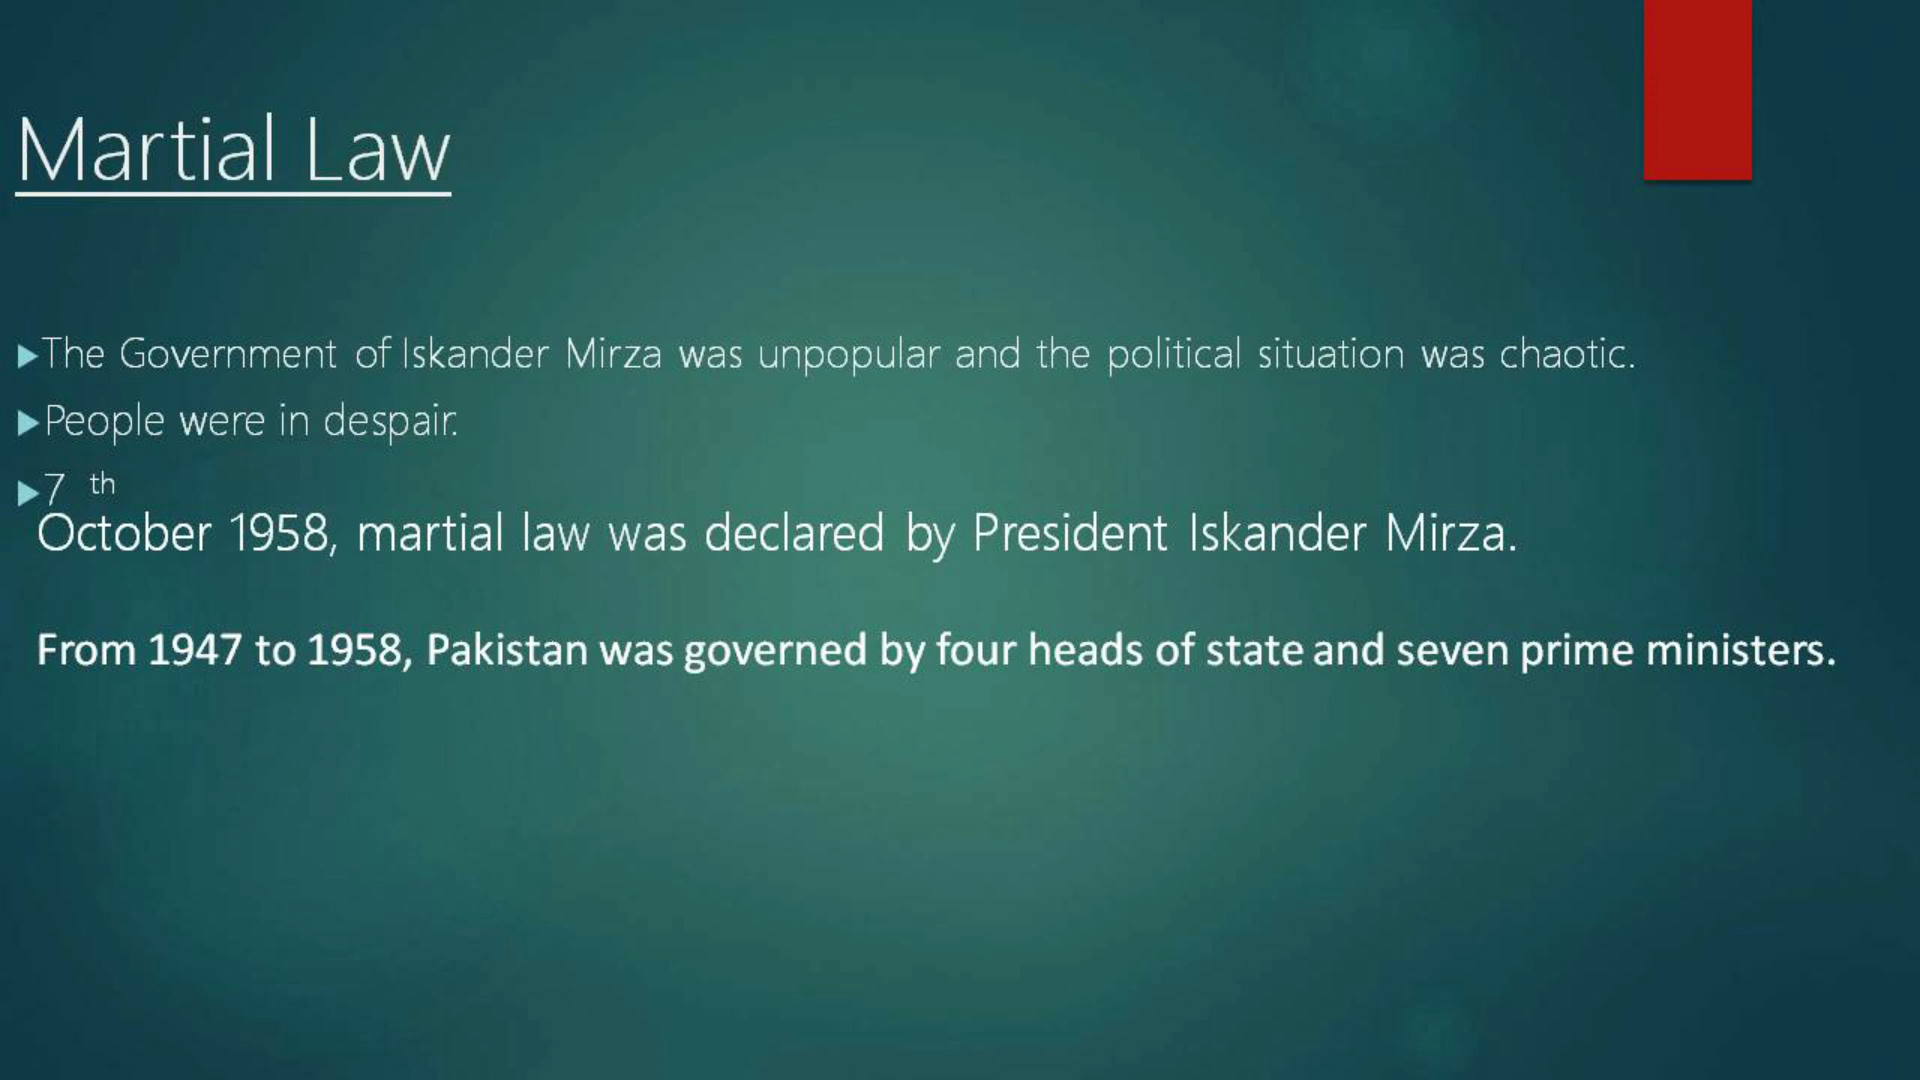 Martial Law
▶The Government of Iskander Mirza was unpopular and the political situation was chaotic.
▶People were in despair.
▶7 th
October 1958, martial law was declared by President Iskander Mirza.
From 1947 to 1958, Pakistan was governed by four heads of state and seven prime ministers.